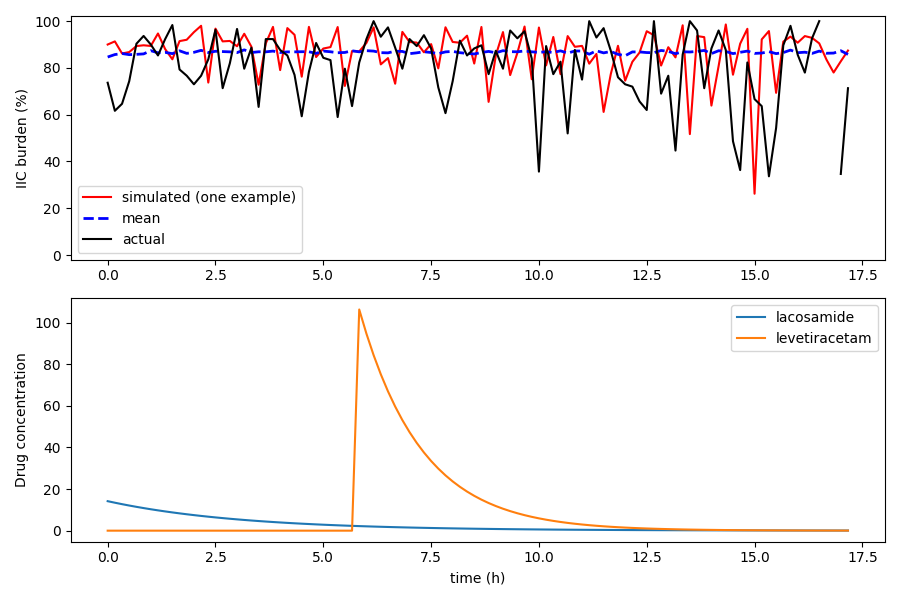 100
80
60
40
20
0
IIC burden (%)
simulated (one example)
mean
actual
0.0 2.5 5.0 7.5 10.0 12.5 15.0 17.5
100
80
60
40
20
0
Drug concentration
lacosamide
levetiracetam
0.0 2.5 5.0 7.5 10.0 12.5 15.0 17.5
time (h)